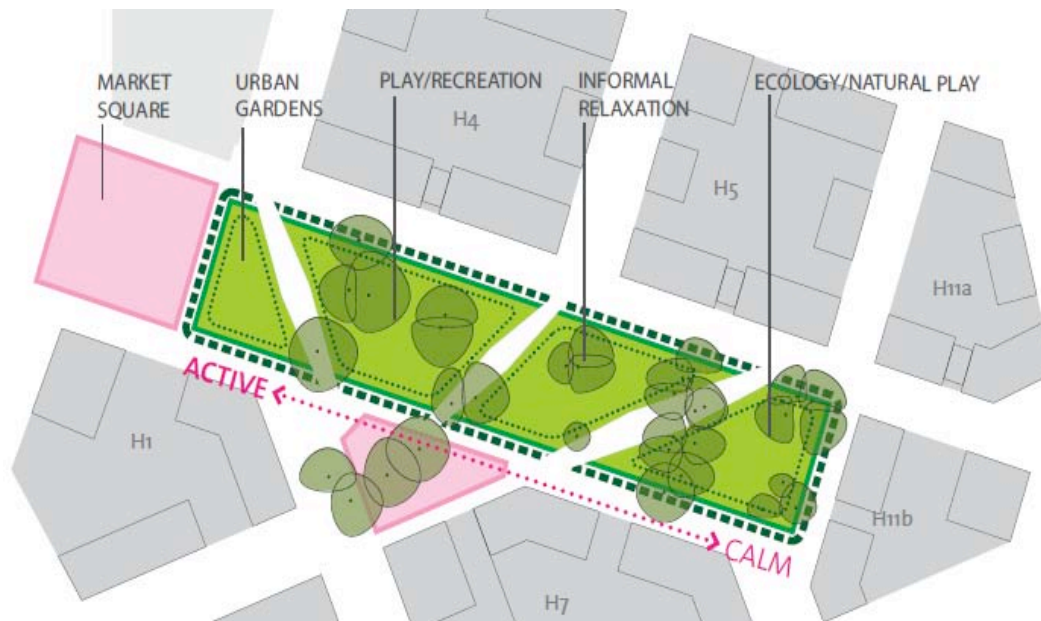 MARKET
SQUARE
URBAN
GARDENS
PLAY/RECREATION
INFORMAL
RELAXATION
ECOLOGY/NATURAL PLAY
H4
H5
H11a
ACTIVE
H1
H11b
CALM
H7